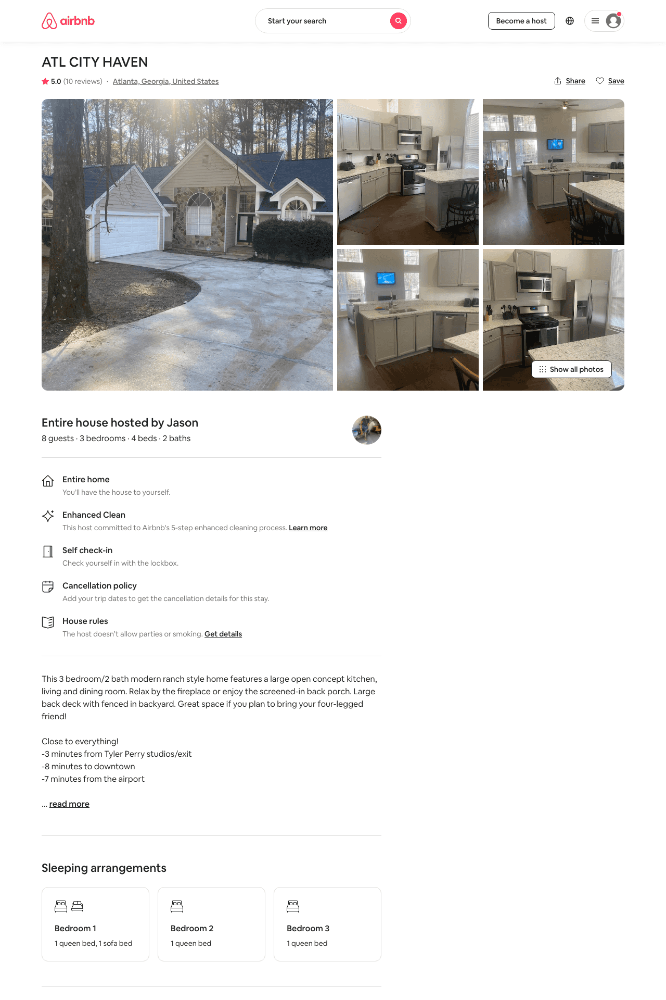 airbnb
Start your search
Become a host
ATL CITY HAVEN
5.0 (10 reviews) · Atlanta, Georgia, United States
Share
Save
Show all photos
Entire house hosted by Jason
8 guests · 3 bedrooms · 4 beds · 2 baths
Entire home
You’ll have the house to yourself.
Enhanced Clean
This host committed to Airbnb's 5-step enhanced cleaning process. Learn more
Self check-in
Check yourself in with the lockbox.
Cancellation policy
Add your trip dates to get the cancellation details for this stay.
House rules
The host doesn’t allow parties or smoking. Get details
This 3 bedroom/2 bath modern ranch style home features a large open concept kitchen,
living and dining room. Relax by the fireplace or enjoy the screened-in back porch. Large
back deck with fenced in backyard. Great space if you plan to bring your four-legged
friend!
Close to everything!
-3 minutes from Tyler Perry studios/exit
-8 minutes to downtown
-7 minutes from the airport
... read more
Sleeping arrangements
Bedroom 1
1 queen bed, 1 sofa bed
Bedroom 2
1 queen bed
Bedroom 3
1 queen bed